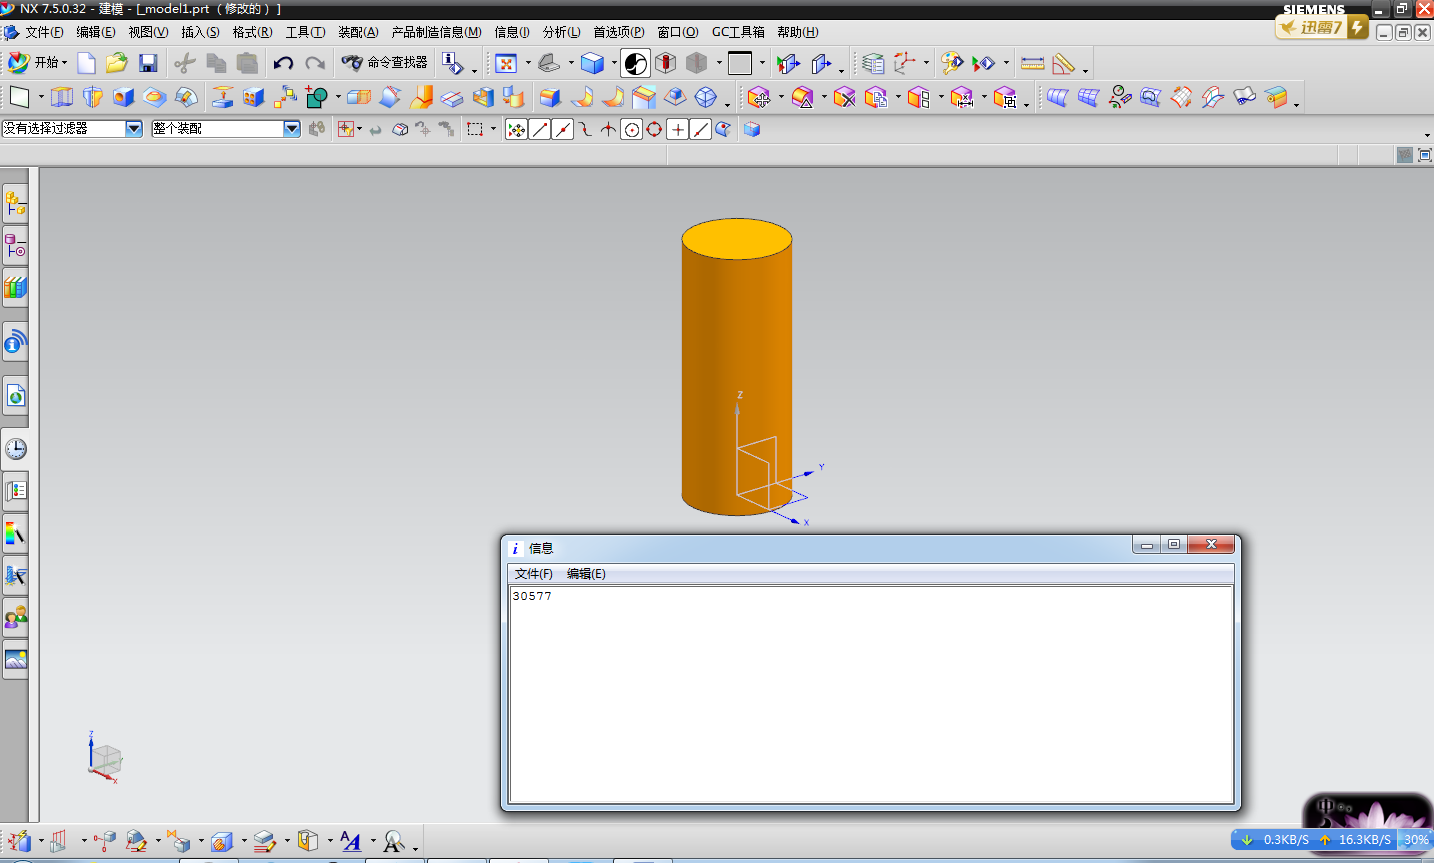 NX 7.5.0.32 - 建模 - [_model1.prt （修改的） ]
SIEMENS
迅雷7
文件(F) 编辑(E) 视图(V) 插入(S) 格式(R) 工具(T) 装配(A) 产品制造信息(M) 信息(I) 分析(L) 首选项(P) 窗口(O) GC工具箱 帮助(H)
开始 命令查找器
没有选择过滤器 整个装配
Z
Y
X
信息
文件(F) 编辑(E)
30577
Z
X
中
0.3KB/S 16.3KB/S 30%